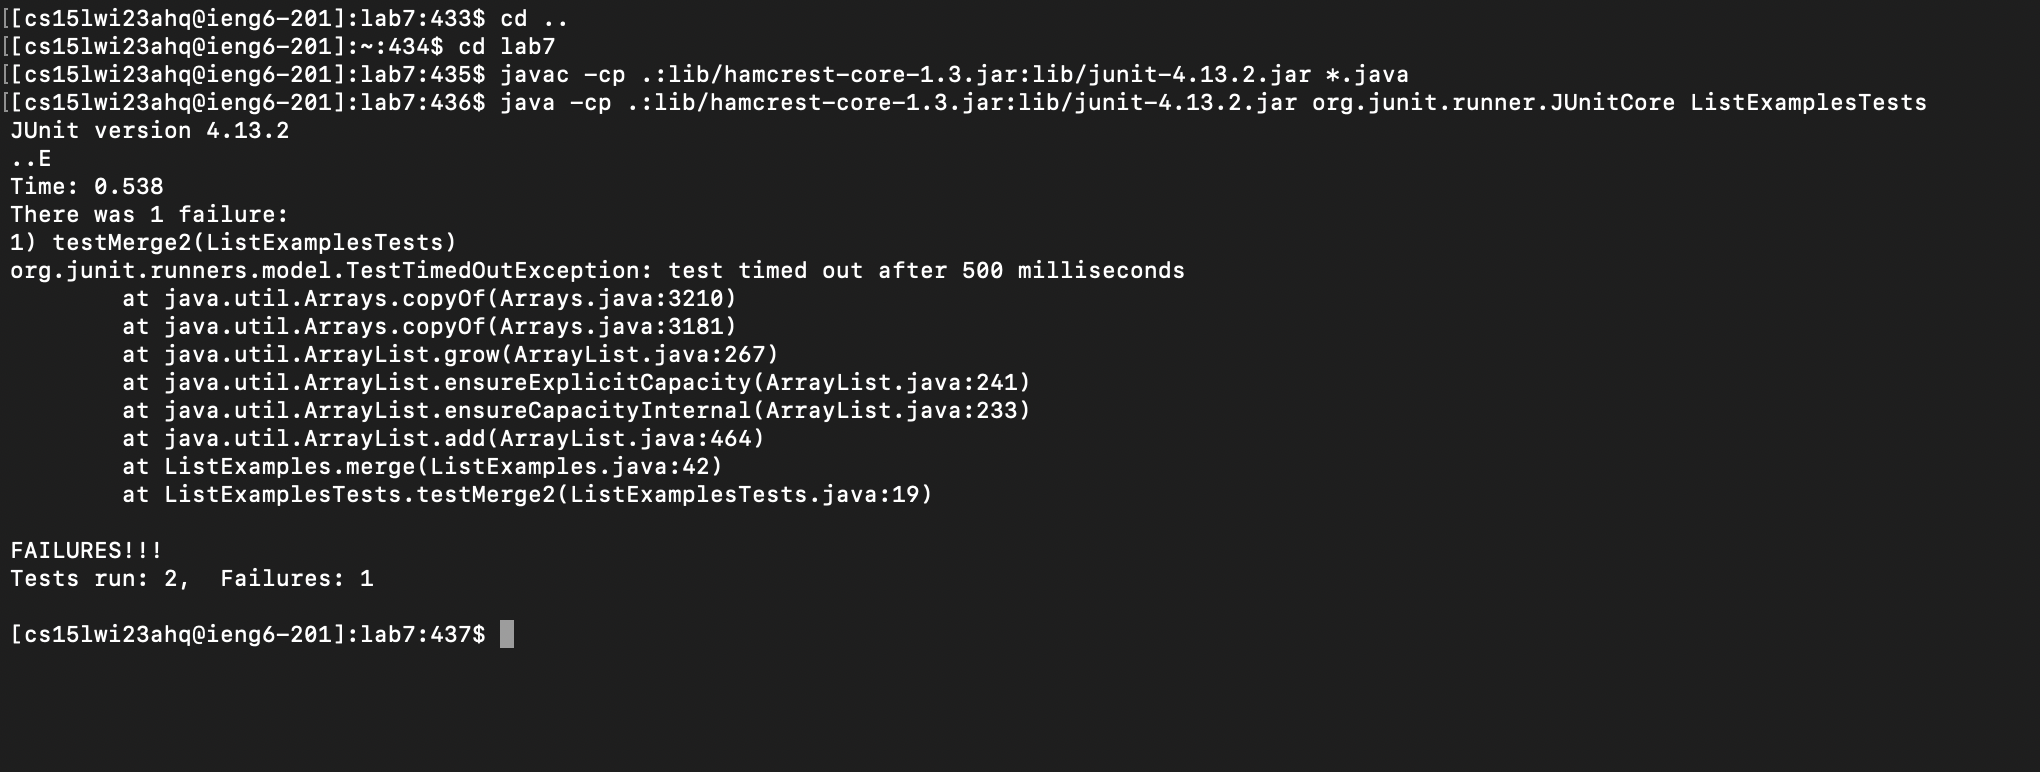 [[cs15lwi23ahq@ieng6-201]:lab7:433$ cd ..
[[cs15lwi23ahq@ieng6-201]:~:434$ cd lab7
[[cs15lwi23ahq@ieng6-201]:lab7:435$ javac -cp .:lib/hamcrest-core-1.3.jar:lib/junit-4.13.2.jar *.java
[[cs15lwi23ahq@ieng6-201]:lab7:436$ java -cp .:lib/hamcrest-core-1.3.jar:lib/junit-4.13.2.jar org.junit.runner.JUnitCore ListExamplesTests
JUnit version 4.13.2
..E
Time: 0.538
There was 1 failure:
1) testMerge2(ListExamplesTests)
org.junit.runners.model.TestTimedOutException: test timed out after 500 milliseconds
        at java.util.Arrays.copyOf(Arrays.java:3210)
        at java.util.Arrays.copyOf(Arrays.java:3181)
        at java.util.ArrayList.grow(ArrayList.java:267)
        at java.util.ArrayList.ensureExplicitCapacity(ArrayList.java:241)
        at java.util.ArrayList.ensureCapacityInternal(ArrayList.java:233)
        at java.util.ArrayList.add(ArrayList.java:464)
        at ListExamples.merge(ListExamples.java:42)
        at ListExamplesTests.testMerge2(ListExamplesTests.java:19)

FAILURES!!!
Tests run: 2,  Failures: 1

[cs15lwi23ahq@ieng6-201]:lab7:437$